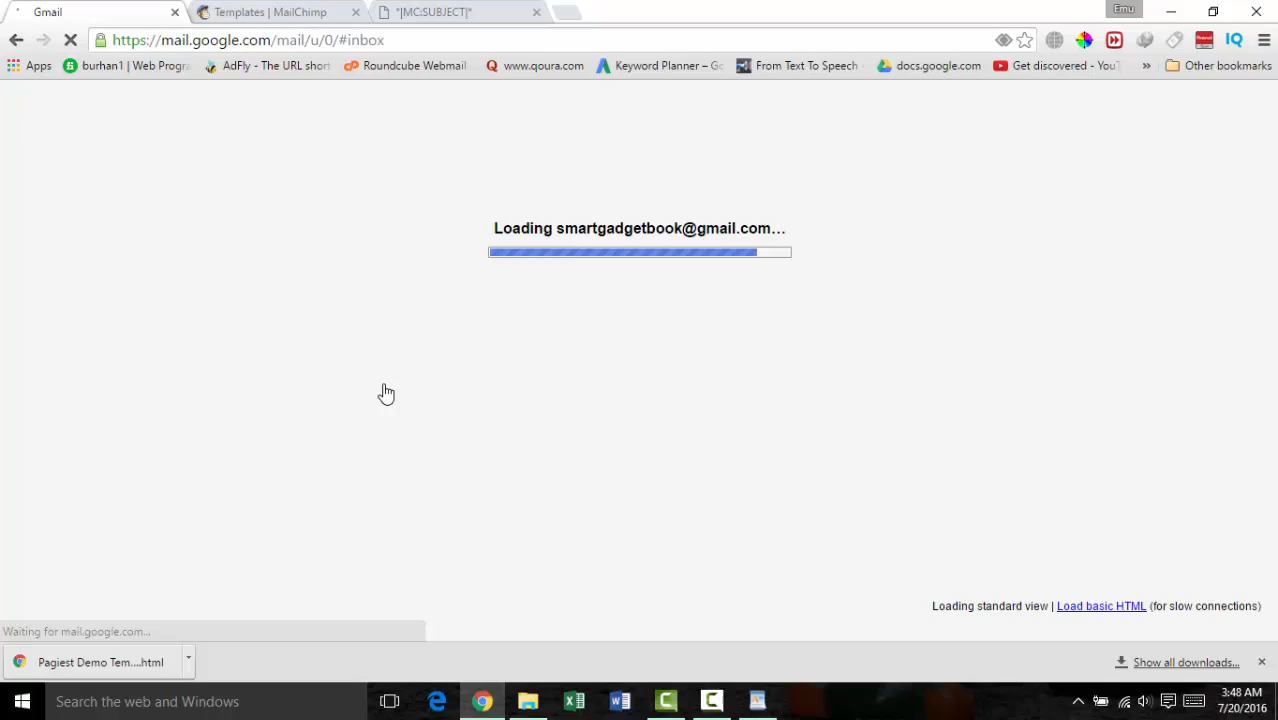 Gmail
Templates | MailChimp
*|MC:SUBJECT|*
Emu
https://mail.google.com/mail/u/0/#inbox
Apps
burhan1 | Web Progra
AdFly - The URL short
Roundcube Webmail
www.qoura.com
Keyword Planner – Go
From Text To Speech
docs.google.com
Get discovered - YouT
»
Other bookmarks
Loading smartgadgetbook@gmail.com…
Loading standard view | Load basic HTML (for slow connections)
Waiting for mail.google.com...
Pagiest Demo Tem....html
Show all downloads...
Search the web and Windows
3:48 AM
7/20/2016